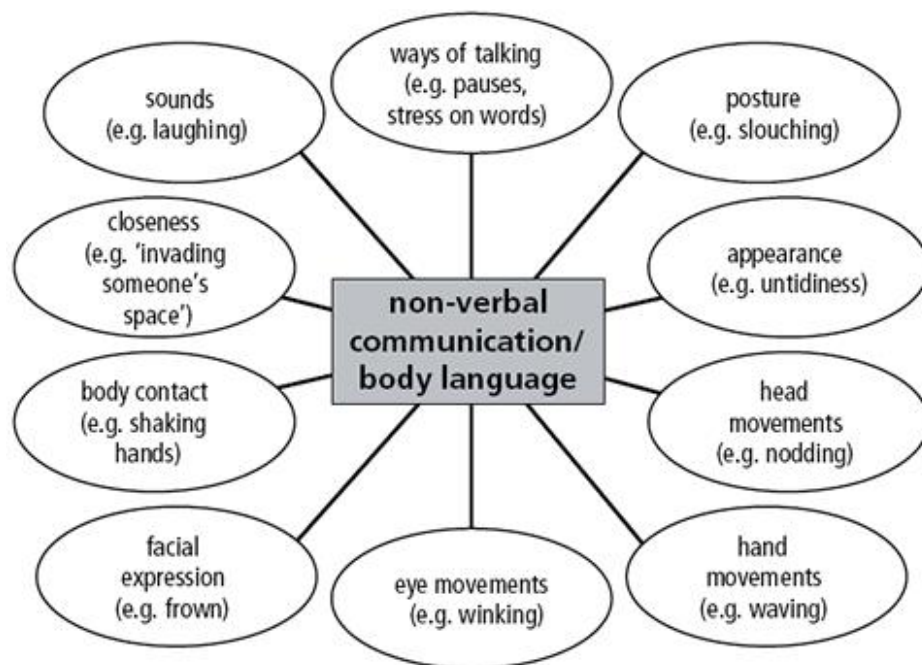 ways of talking
(e.g. pauses,
stress on words)
sounds
(e.g. laughing)
posture
(e.g. slouching)
closeness
(e.g. 'invading
someone's
space')
appearance
(e.g. untidiness)
non-verbal
communication/
body language
body contact
(e.g. shaking
hands)
head
movements
(e.g. nodding)
facial
expression
(e.g. frown)
eye movements
(e.g. winking)
hand
movements
(e.g. waving)